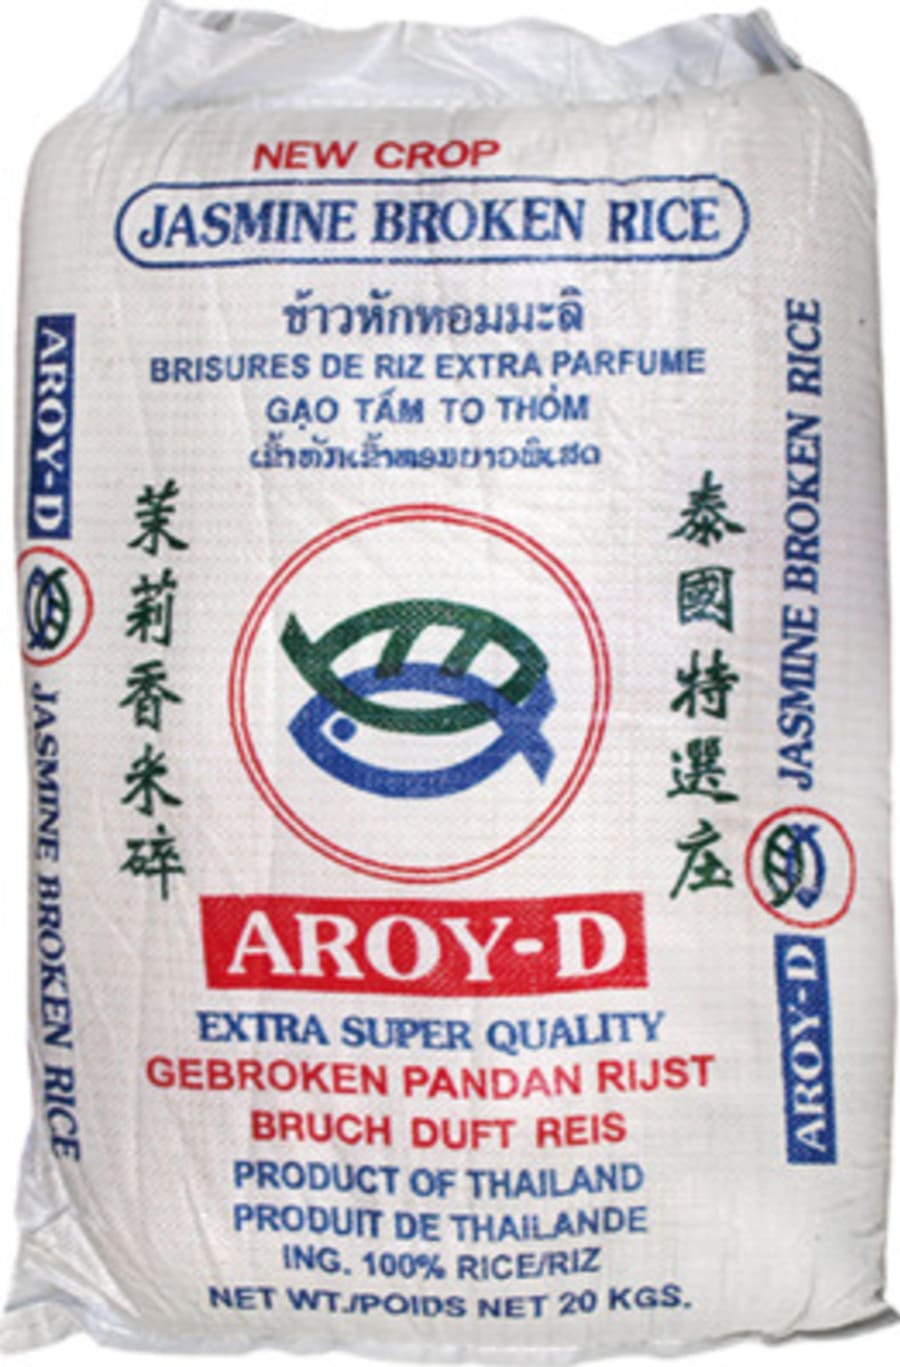 NEW CROP
JASMINE BROKEN RICE
ข้าวหักหอมมะลิ
BRISURES DE RIZ EXTRA PARFUME
GẠO TẤM TO THƠM
茉莉香米碎
泰國特選庄
AROY-D
EXTRA SUPER QUALITY
GEBROKEN PANDAN RIJST
BRUCH DUFT REIS
PRODUCT OF THAILAND
PRODUIT DE THAILANDE
ING. 100% RICE/RIZ
NET WT./POIDS NET 20 KGS.
AROY-D
JASMINE BROKEN RICE
AROY-D
JASMINE BROKEN RICE